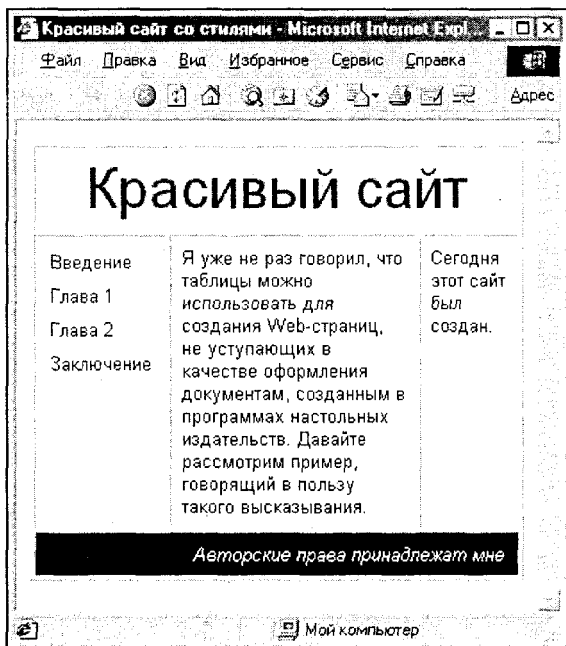 Красивый сайт со стилями - Microsoft Internet Expl...
Файл Правка Вид Избранное Сервис Справка
Адрес
Красивый сайт
Введение
Глава 1
Глава 2
Заключение
Я уже не раз говорил, что
таблицы можно
использовать для
создания Web-страниц,
не уступающих в
качестве оформления
документам, созданным в
программах настольных
издательств. Давайте
рассмотрим пример,
говорящий в пользу
такого высказывания.
Сегодня
этот сайт
был
создан.
Авторские права принадлежат мне
Мой компьютер